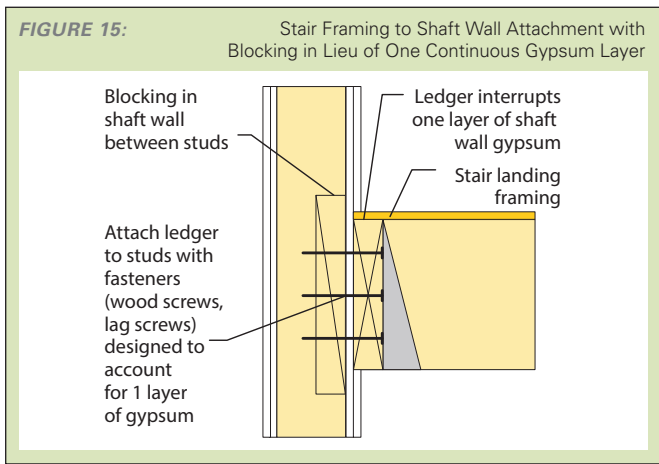 FIGURE 15:
Stair Framing to Shaft Wall Attachment with
Blocking in Lieu of One Continuous Gypsum Layer
Blocking in
shaft wall
between studs
Ledger interrupts
one layer of shaft
wall gypsum
Stair landing
framing
Attach ledger
to studs with
fasteners
(wood screws,
lag screws)
designed to
account
for 1 layer
of gypsum